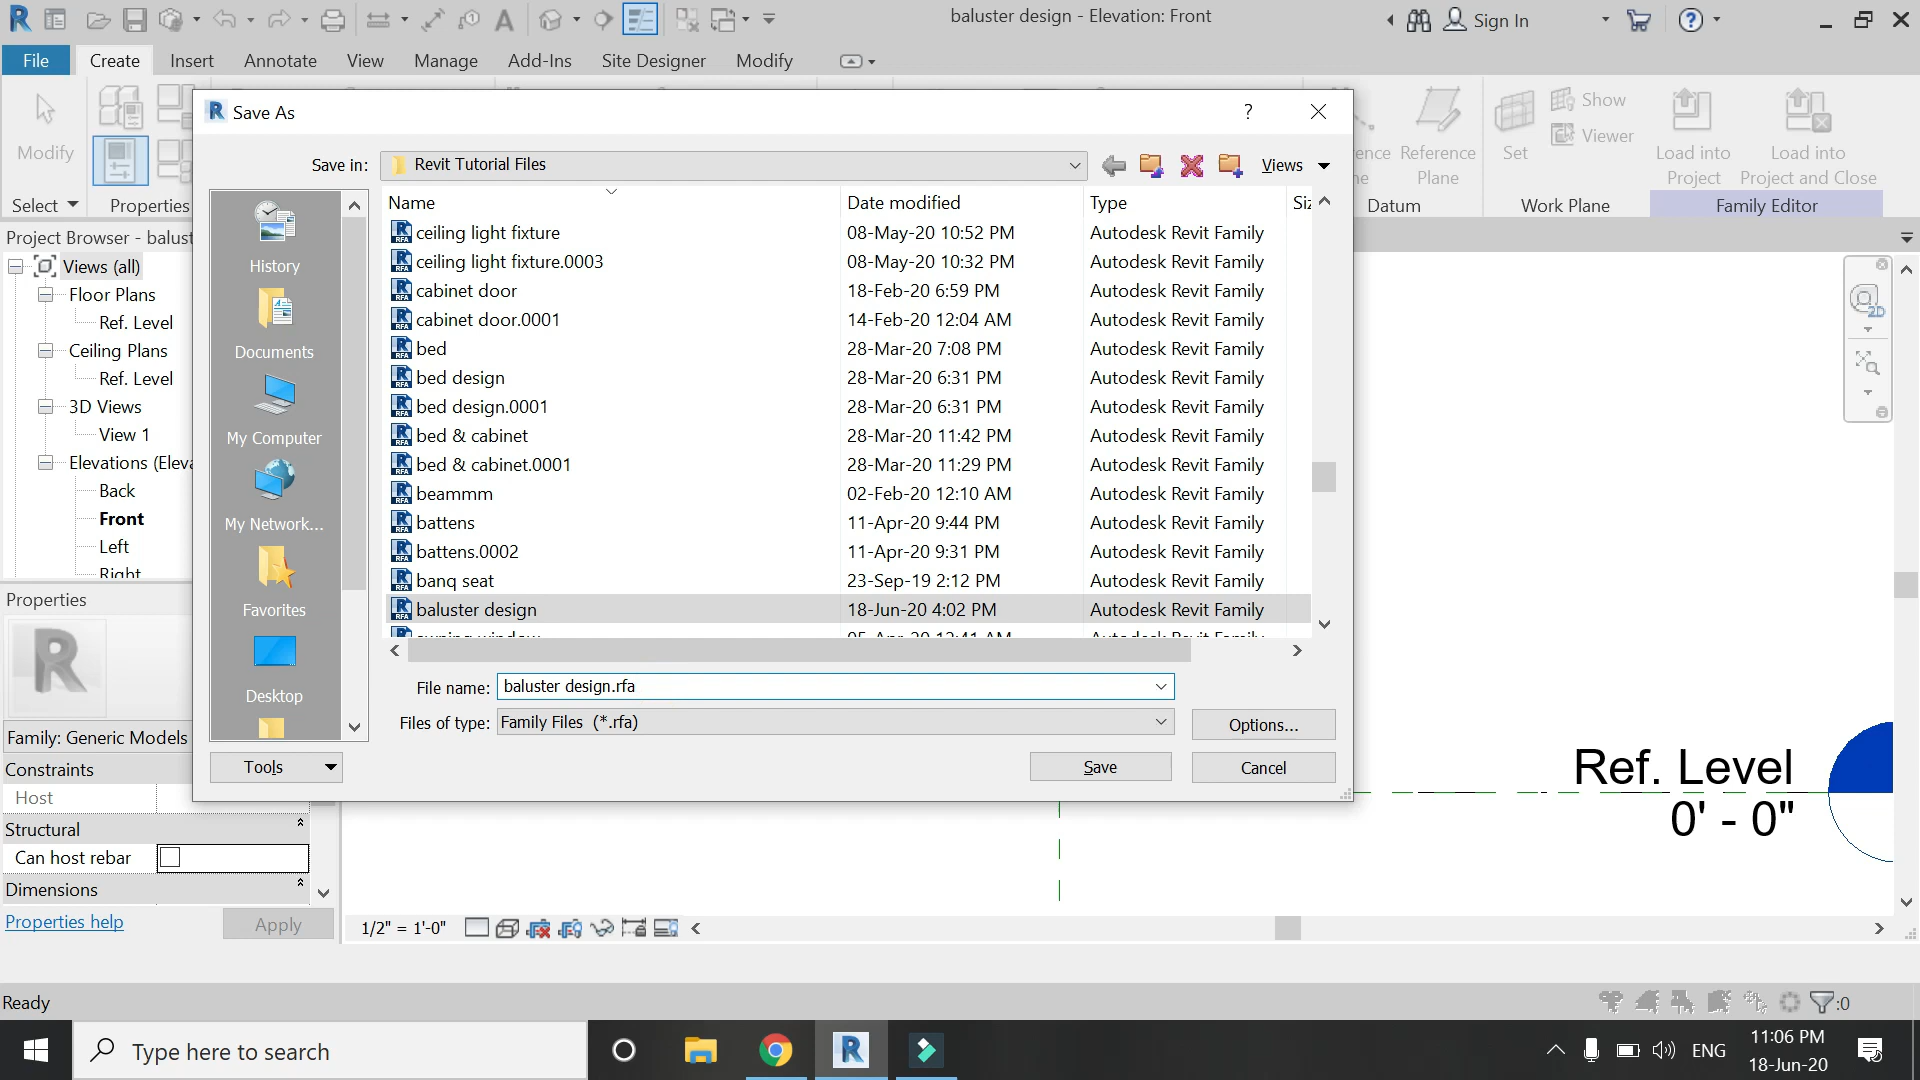 baluster design - Elevation: Front
Sign In
File
Create
Insert
Annotate
View
Manage
Add-Ins
Site Designer
Modify
Modify
Select
Properties
Reference
Plane
Set
Show
Viewer
Load into
Project
Load into
Project and Close
Datum
Work Plane
Family Editor
Save As
Save in:
Revit Tutorial Files
Views
Name
Date modified
Type
ceiling light fixture 08-May-20 10:52 PM Autodesk Revit Family
ceiling light fixture.0003 08-May-20 10:32 PM Autodesk Revit Family
cabinet door 18-Feb-20 6:59 PM Autodesk Revit Family
cabinet door.0001 14-Feb-20 12:04 AM Autodesk Revit Family
bed 28-Mar-20 7:08 PM Autodesk Revit Family
bed design 28-Mar-20 6:31 PM Autodesk Revit Family
bed design.0001 28-Mar-20 6:31 PM Autodesk Revit Family
bed & cabinet 28-Mar-20 11:42 PM Autodesk Revit Family
bed & cabinet.0001 28-Mar-20 11:29 PM Autodesk Revit Family
beammm 02-Feb-20 12:10 AM Autodesk Revit Family
battens 11-Apr-20 9:44 PM Autodesk Revit Family
battens.0002 11-Apr-20 9:31 PM Autodesk Revit Family
banq seat 23-Sep-19 2:12 PM Autodesk Revit Family
baluster design 18-Jun-20 4:02 PM Autodesk Revit Family
History
Documents
My Computer
My Network...
Favorites
Desktop
File name: baluster design.rfa
Files of type: Family Files (*.rfa)
Options...
Tools
Save
Cancel
Project Browser - balust
Views (all)
Floor Plans
Ref. Level
Ceiling Plans
Ref. Level
3D Views
View 1
Elevations (Eleva
Back
Front
Left
Right
Properties
Family: Generic Models
Constraints
Host
Structural
Can host rebar
Dimensions
Properties help
Apply
Ref. Level
0' - 0"
1/2" = 1'-0"
Ready
:0
Type here to search
ENG
11:06 PM
18-Jun-20